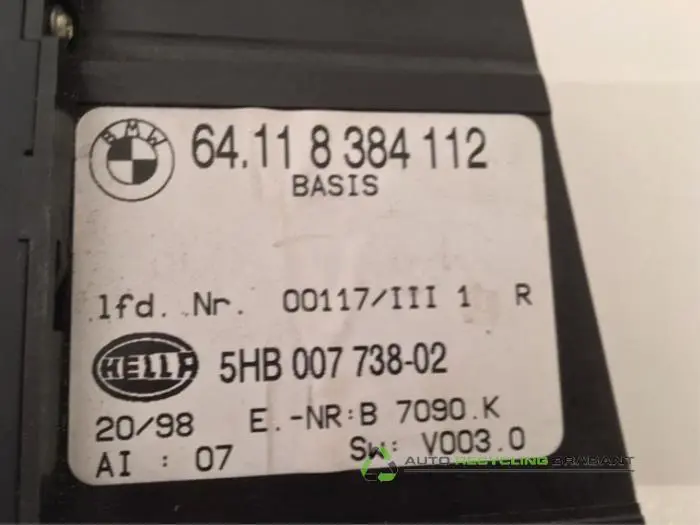 BMW
64.11 8 384 112
BASIS
lfd. Nr. 00117/III 1 R
HELLA 5HB 007 738-02
20/98 E.-NR:B 7090.K
AI : 07 Sw: V003.0
AUTO RECYCLING BRABANT